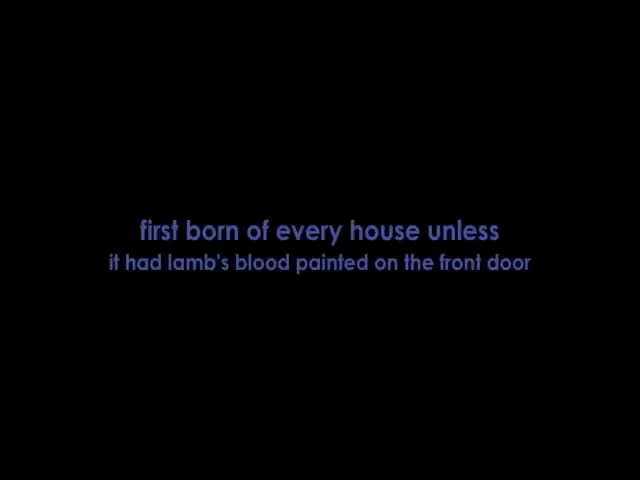 first born of every house unless
it had lamb's blood painted on the front door